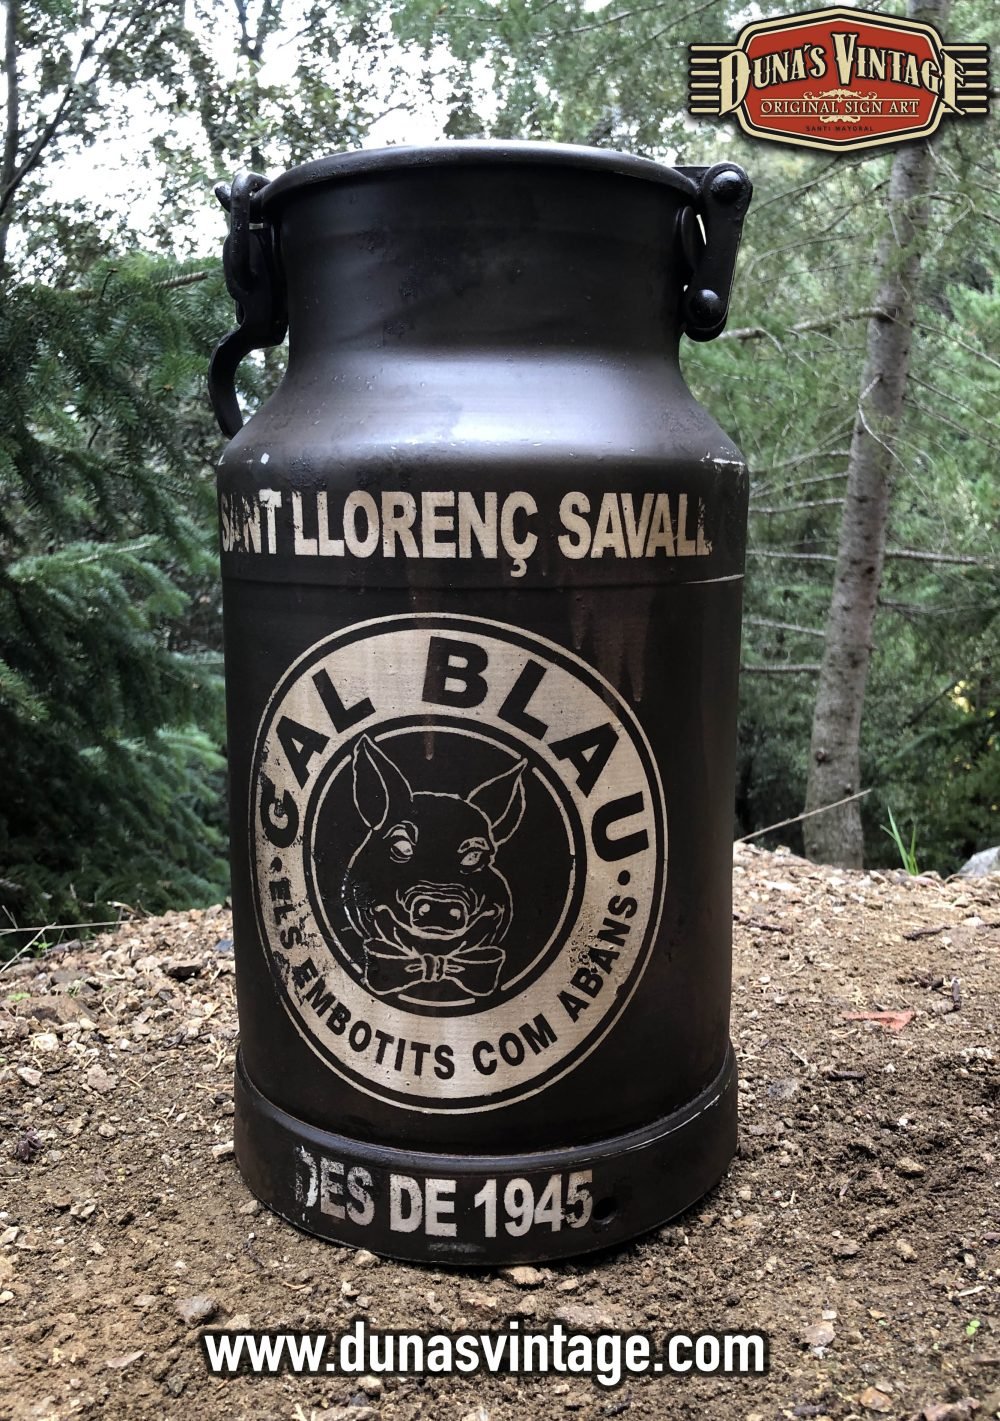 DUNA'S VINTAGE
ORIGINAL SIGN ART
SANTI MAYORAL
SANT LLORENÇ SAVALL
GAL BLAU
• ELS EMBOTITS COM ABANS •
DES DE 1945
www.dunasvintage.com